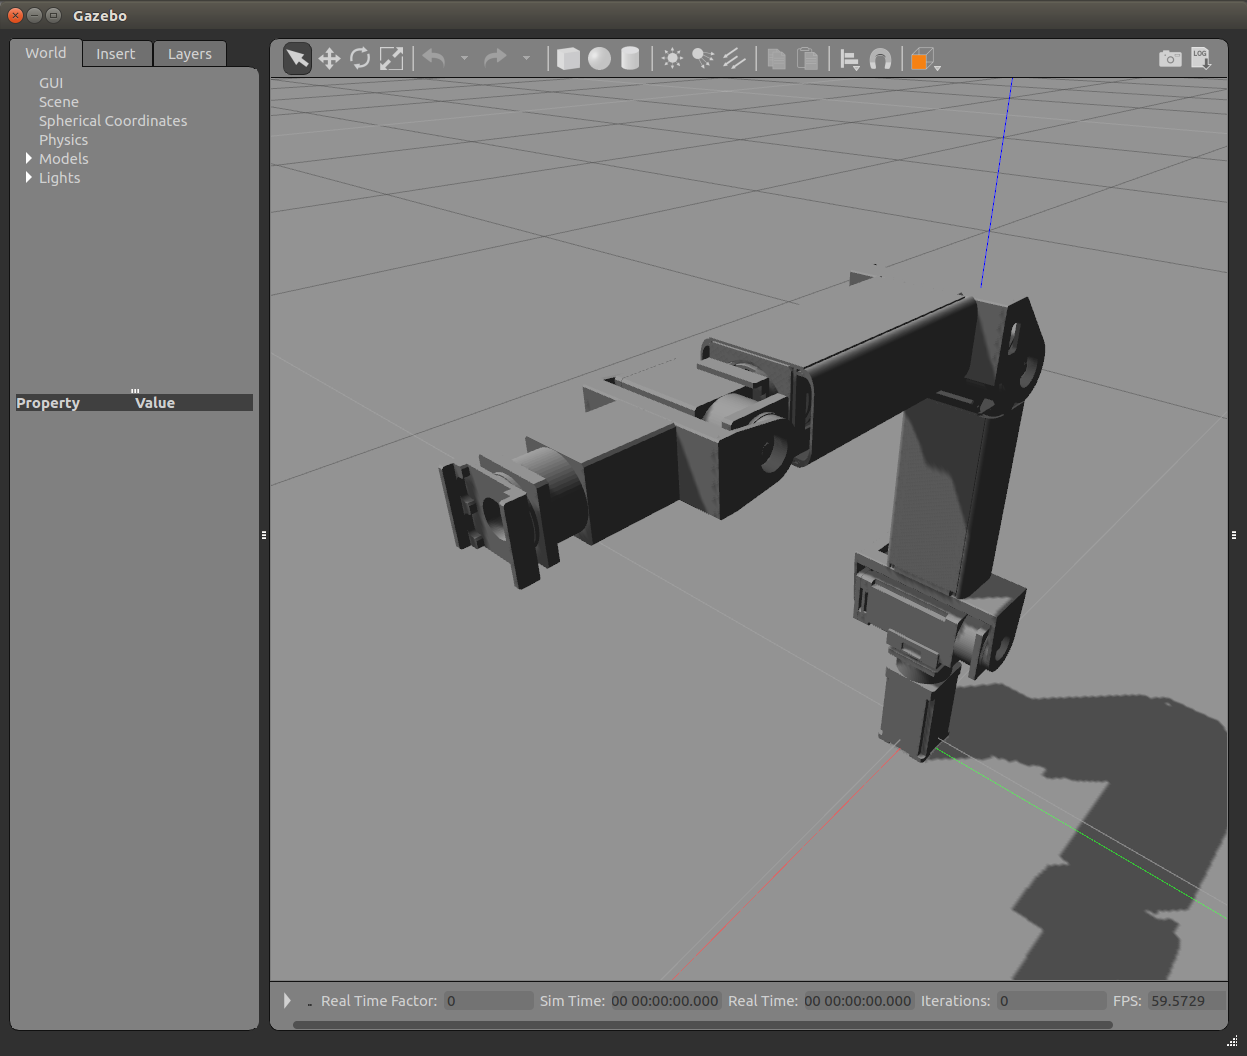 Gazebo
World Insert Layers
GUI
Scene
Spherical Coordinates
Physics
Models
Lights
Property Value
LOG
Real Time Factor: 0 Sim Time: 00 00:00:00.000 Real Time: 00 00:00:00.000 Iterations: 0 FPS: 59.5729